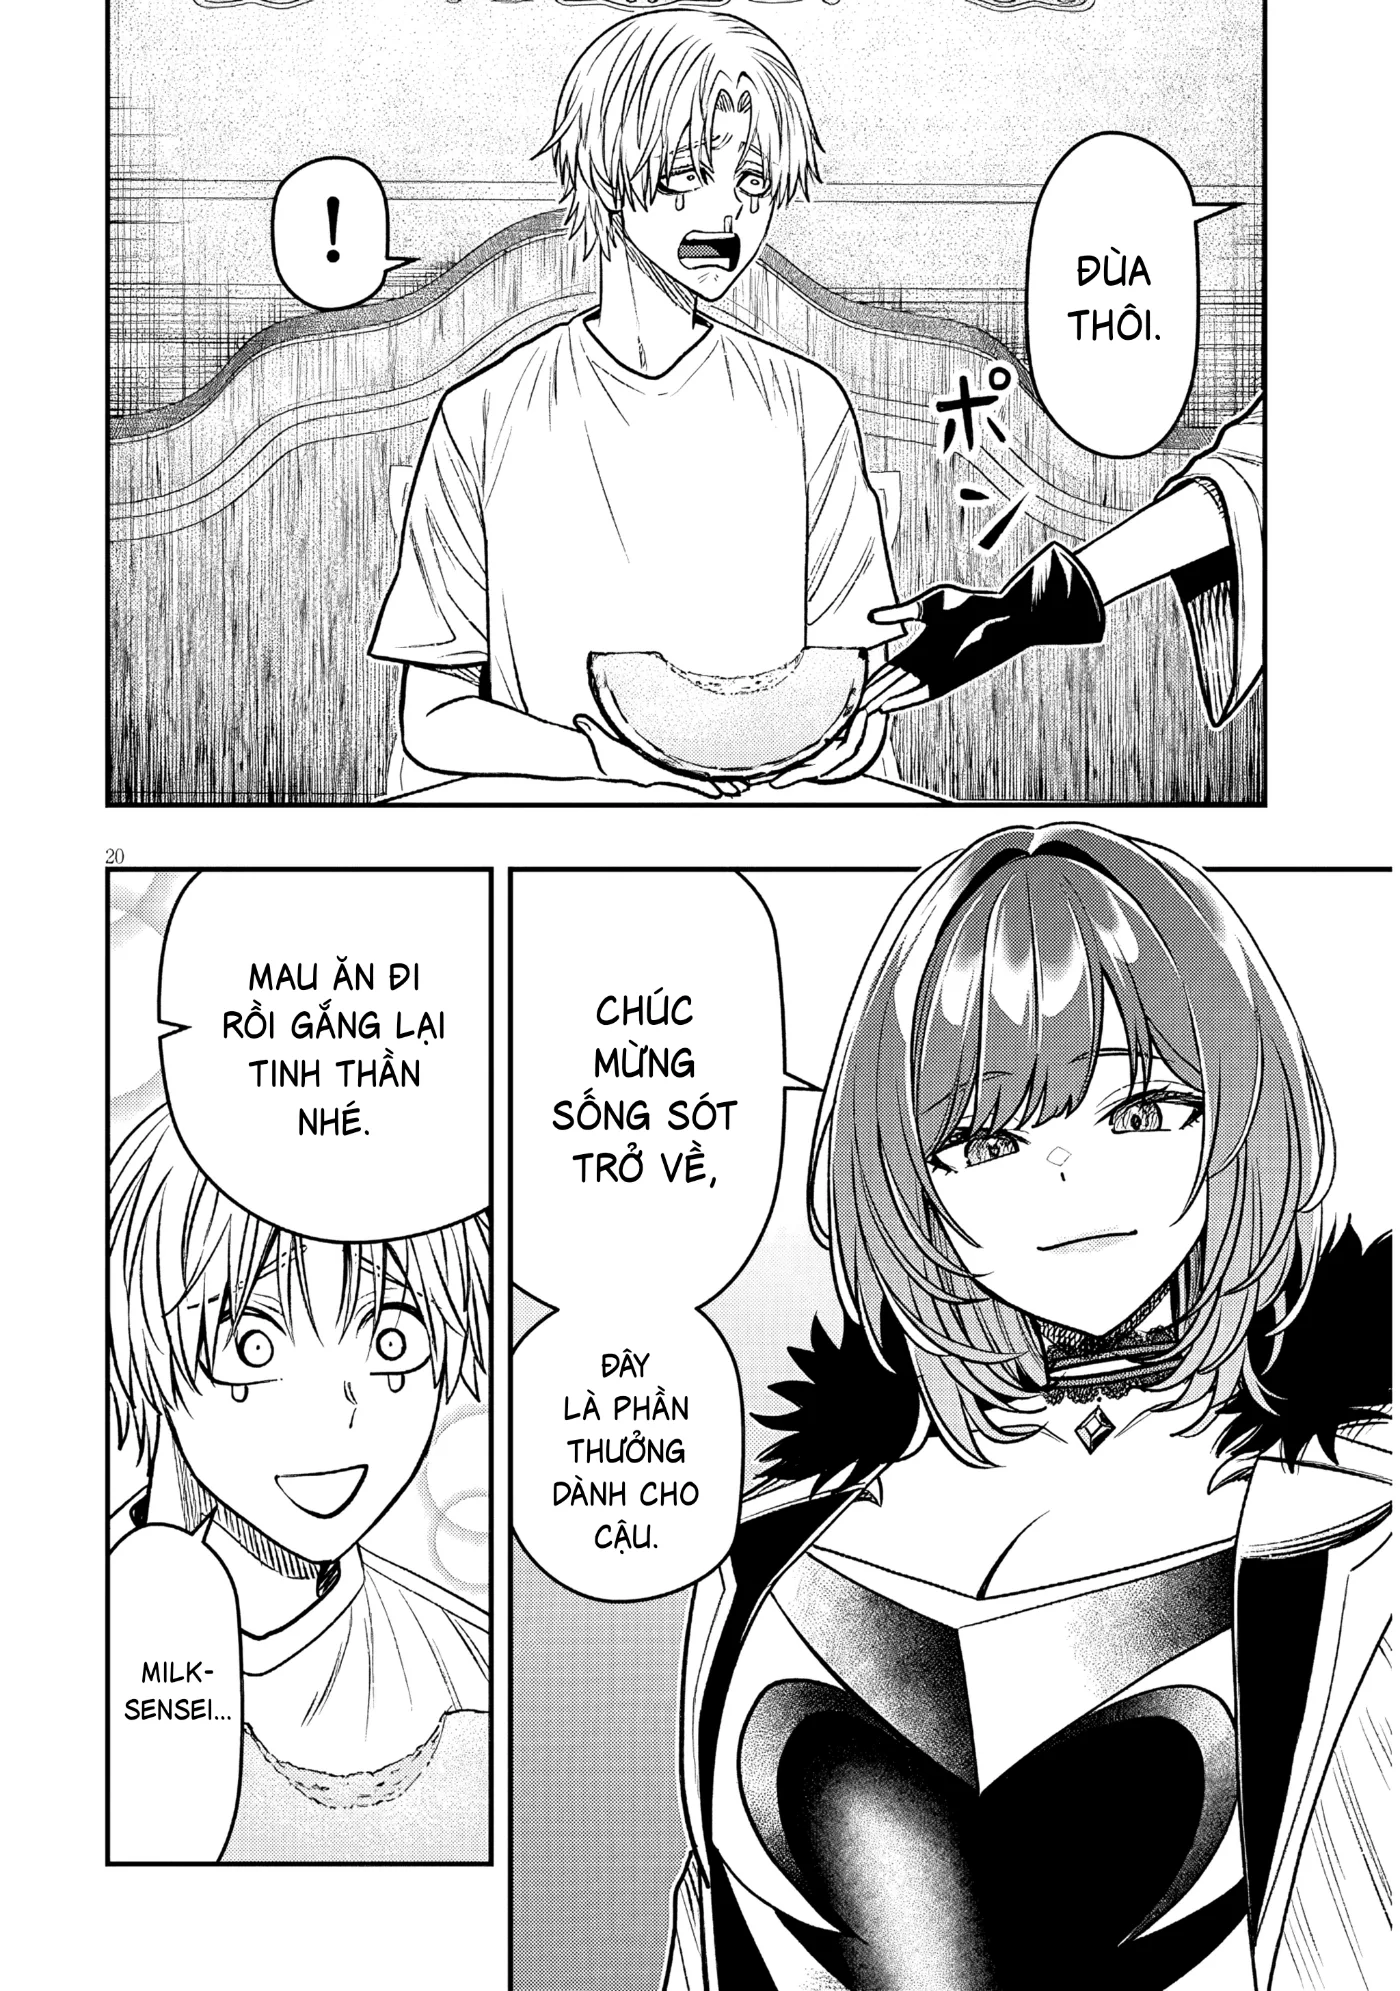 ĐÙA
THÔI.
!
ポン
20
CHÚC
MỪNG
SỐNG SÓT
TRỞ VỀ,
ĐÂY
LÀ PHẦN
THƯỞNG
DÀNH CHO
CẬU.
MAU ĂN ĐI
RỒI GẮNG LẠI
TINH THẦN
NHÉ.
MILK-
SENSEI...